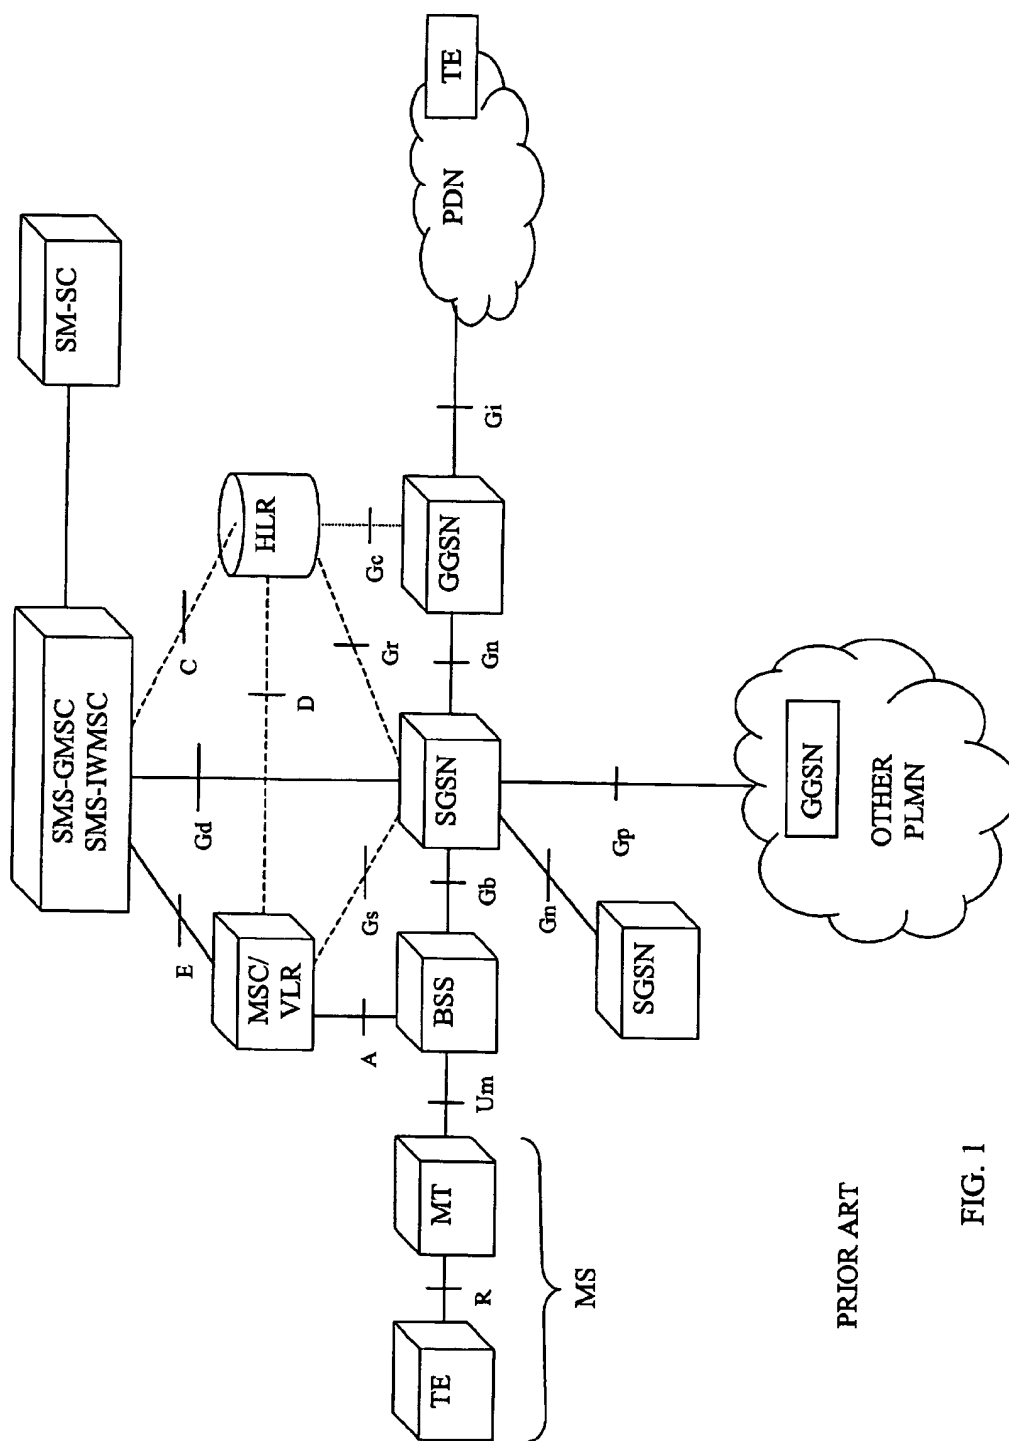 SMS-GMSC
SMS-IWMSC
SM-SC
E
Gd
C
MSC/
VLR
HLR
D
A
Gs
Gr
Gc
TE
R
MT
Um
BSS
Gb
SGSN
Gn
GGSN
Gi
PDN
TE
MS
SGSN
Gn
Gp
GGSN
OTHER
PLMN
PRIOR ART
FIG. 1